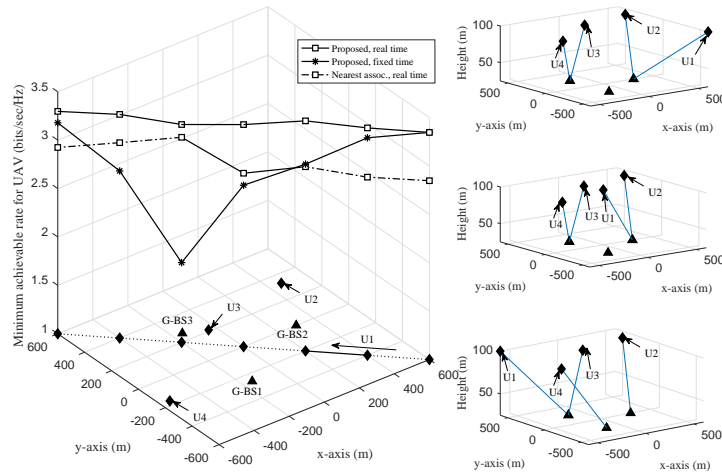 Proposed, real time
Proposed, fixed time
Nearest assoc., real time
Minimum achievable rate for UAV (bits/sec/Hz)
3.5
3
2.5
2
1.5
1
600
400
200
0
-200
-400
-600
y-axis (m)
-600
-400
-200
0
200
400
600
x-axis (m)
U2
U3
G-BS3
G-BS2
U1
G-BS1
U4
Height (m)
100
50
500
0
-500
y-axis (m)
-500
0
500
x-axis (m)
U2
U1
U3
U4
Height (m)
100
50
500
0
-500
y-axis (m)
-500
0
500
x-axis (m)
U2
U4
U3
U1
Height (m)
100
50
500
0
-500
y-axis (m)
-500
0
500
x-axis (m)
U1
U4
U3
U2